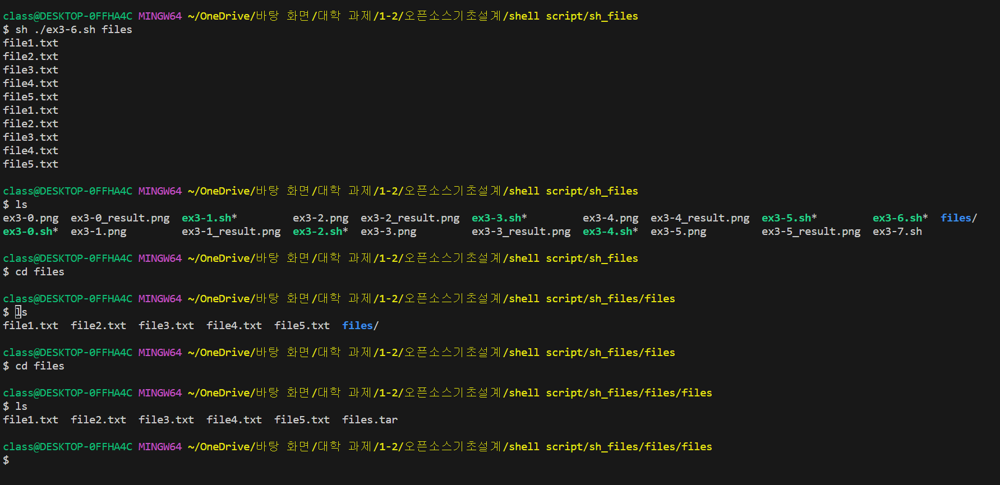 class@DESKTOP-0FFHA4C MINGW64 ~/OneDrive/바탕 화면/대학 과제/1-2/오픈소스기초설계/shell script/sh_files
$ sh ./ex3-6.sh files
file1.txt
file2.txt
file3.txt
file4.txt
file5.txt
file1.txt
file2.txt
file3.txt
file4.txt
file5.txt
class@DESKTOP-0FFHA4C MINGW64 ~/OneDrive/바탕 화면/대학 과제/1-2/오픈소스기초설계/shell script/sh_files
$ ls
ex3-0.png  ex3-0_result.png  ex3-1.sh*         ex3-2.png  ex3-2_result.png  ex3-3.sh*         ex3-4.png  ex3-4_result.png  ex3-5.sh*         ex3-6.sh*  files/
ex3-0.sh*  ex3-1.png         ex3-1_result.png  ex3-2.sh*  ex3-3.png         ex3-3_result.png  ex3-4.sh*  ex3-5.png         ex3-5_result.png  ex3-7.sh
class@DESKTOP-0FFHA4C MINGW64 ~/OneDrive/바탕 화면/대학 과제/1-2/오픈소스기초설계/shell script/sh_files
$ cd files
class@DESKTOP-0FFHA4C MINGW64 ~/OneDrive/바탕 화면/대학 과제/1-2/오픈소스기초설계/shell script/sh_files/files
$ ls
file1.txt  file2.txt  file3.txt  file4.txt  file5.txt  files/
class@DESKTOP-0FFHA4C MINGW64 ~/OneDrive/바탕 화면/대학 과제/1-2/오픈소스기초설계/shell script/sh_files/files
$ cd files
class@DESKTOP-0FFHA4C MINGW64 ~/OneDrive/바탕 화면/대학 과제/1-2/오픈소스기초설계/shell script/sh_files/files/files
$ ls
file1.txt  file2.txt  file3.txt  file4.txt  file5.txt  files.tar
class@DESKTOP-0FFHA4C MINGW64 ~/OneDrive/바탕 화면/대학 과제/1-2/오픈소스기초설계/shell script/sh_files/files/files
$